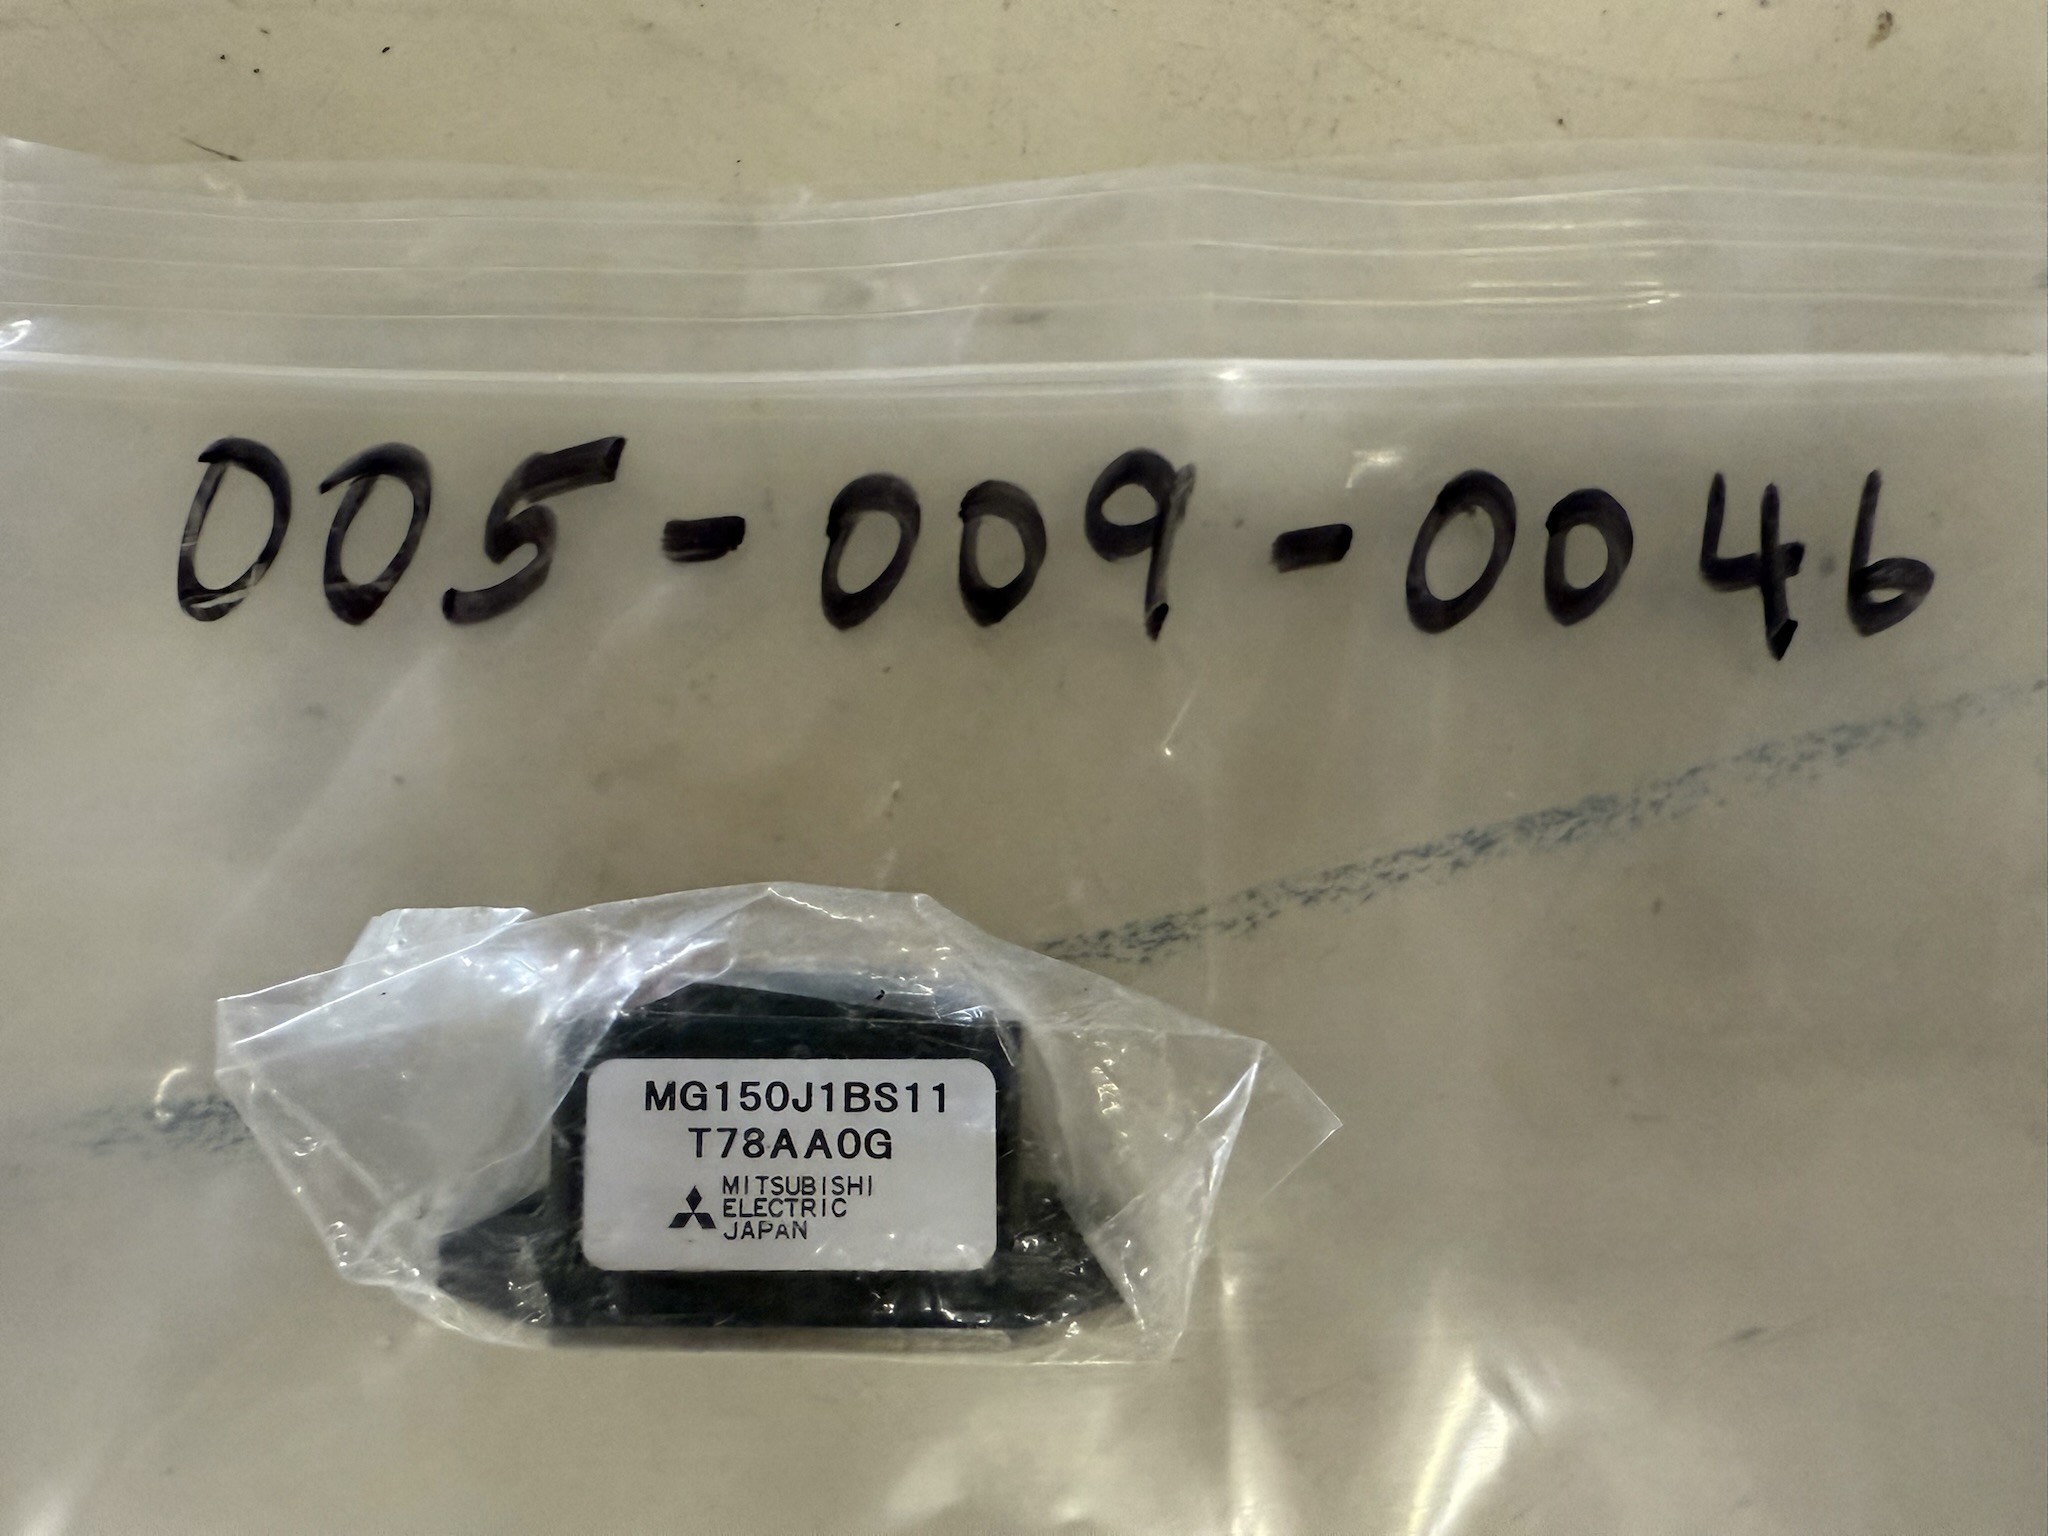 005-009-0046
MG150J1BS11
T78AA0G
MITSUBISHI
ELECTRIC
JAPAN